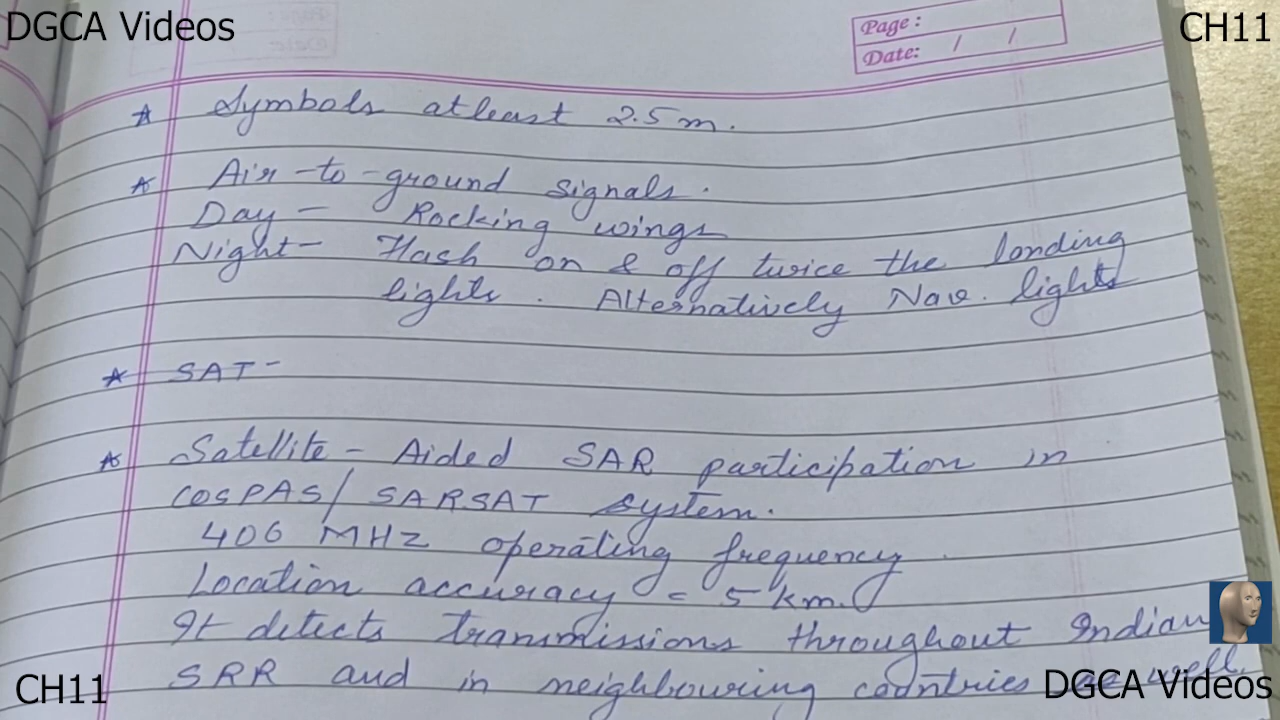 DGCA Videos
CH11
Page :
Date: / /
Symbols atleast 2.5m.
Air-to-ground signals.
Day - Rocking wings
Night- Flash on & off twice the landing
lights. Alternatively Nav. lights
SAT-
Satellite - Aided SAR participation in
COSPAS/SARSAT system.
406 MHZ operating frequency.
Location accuracy = 5 km.
It detects transmissions throughout Indian
SRR and in neighbouring countries as well.
CH11
DGCA Videos